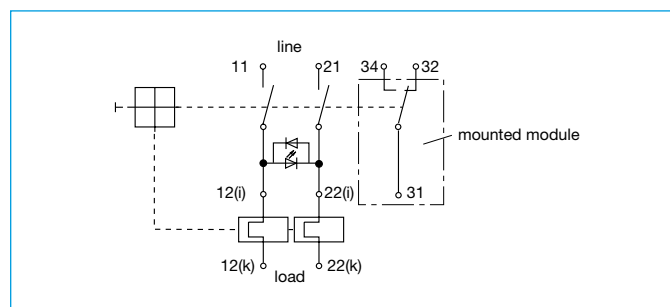 line
11
21
34
32
mounted module
12(i)
22(i)
31
12(k)
22(k)
load